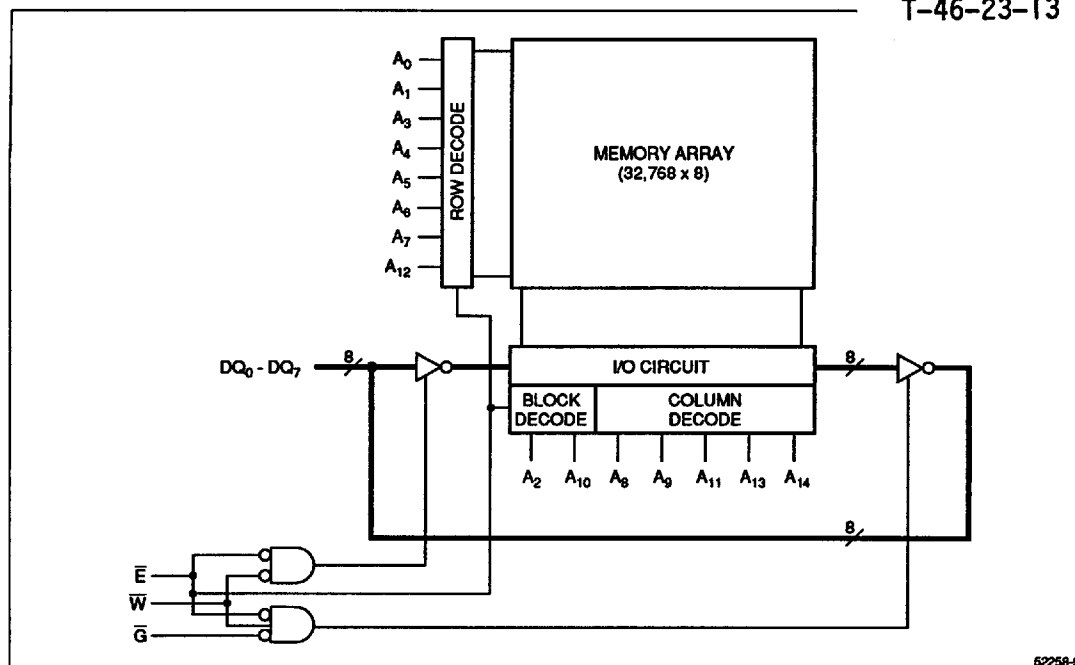 T-46-23-13
A0
A1
A3
A4
A5
A6
A7
A12
ROW DECODE
MEMORY ARRAY
(32,768 x 8)
DQ0 - DQ7
8
I/O CIRCUIT
8
BLOCK
DECODE
COLUMN
DECODE
A2
A10
A8
A9
A11
A13
A14
8
E̅
W̅
G̅